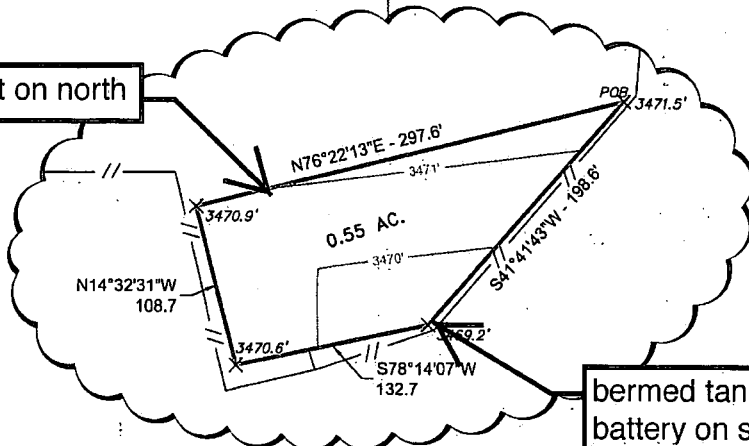 t on north
POB
3471.5'
N76°22'13"E - 297.6'
3471'
3470.9'
0.55 AC.
S41°41'43"W - 198.6'
3470'
N14°32'31"W
108.7
3470.6'
3469.2'
S78°14'07"W
132.7
bermed tan
battery on s